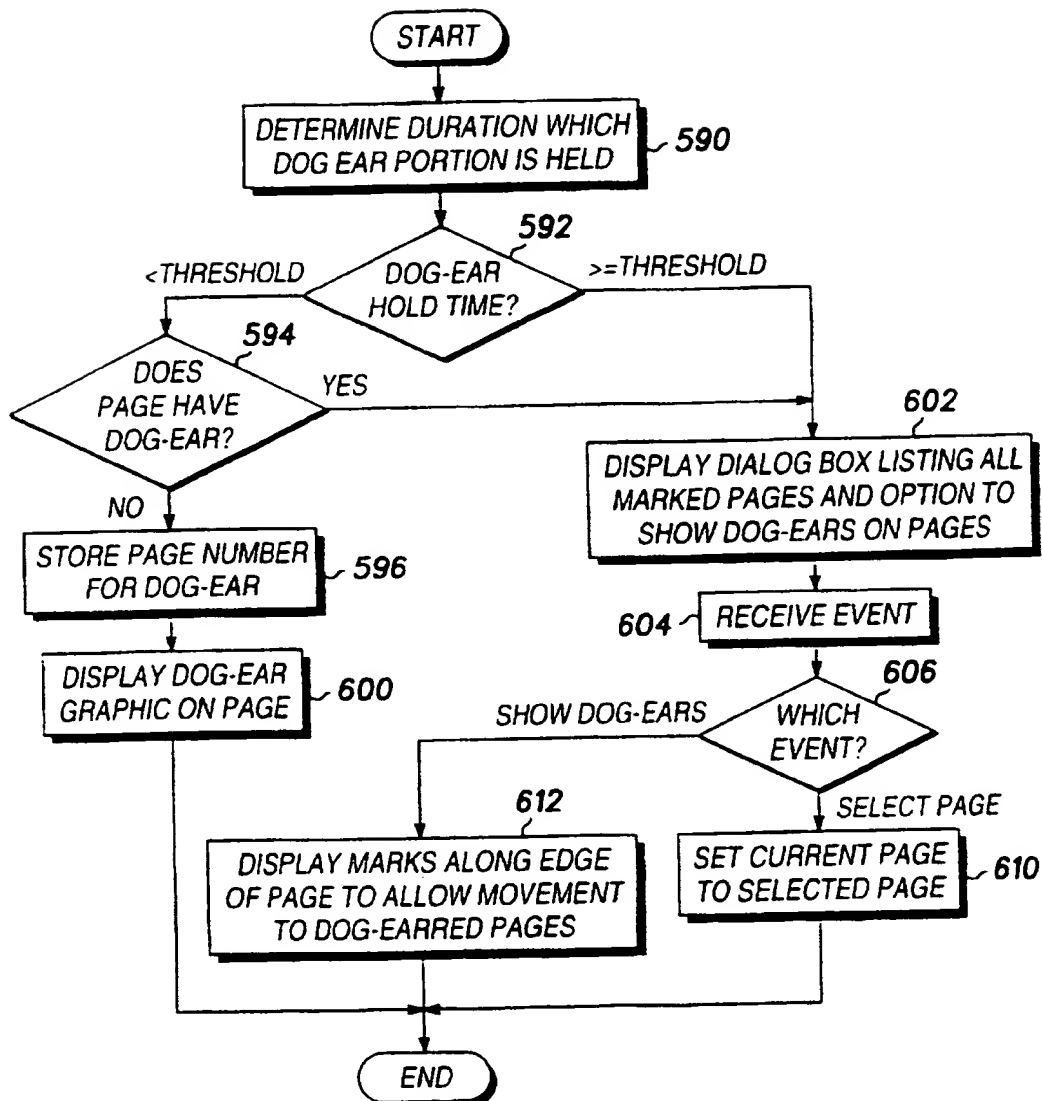 START
DETERMINE DURATION WHICH
DOG EAR PORTION IS HELD
590
592
<THRESHOLD
DOG-EAR
HOLD TIME?
>=THRESHOLD
594
DOES
PAGE HAVE
DOG-EAR?
YES
NO
602
DISPLAY DIALOG BOX LISTING ALL
MARKED PAGES AND OPTION TO
SHOW DOG-EARS ON PAGES
STORE PAGE NUMBER
FOR DOG-EAR
596
604
RECEIVE EVENT
DISPLAY DOG-EAR
GRAPHIC ON PAGE
600
606
SHOW DOG-EARS
WHICH
EVENT?
SELECT PAGE
612
DISPLAY MARKS ALONG EDGE
OF PAGE TO ALLOW MOVEMENT
TO DOG-EARRED PAGES
SET CURRENT PAGE
TO SELECTED PAGE
610
END